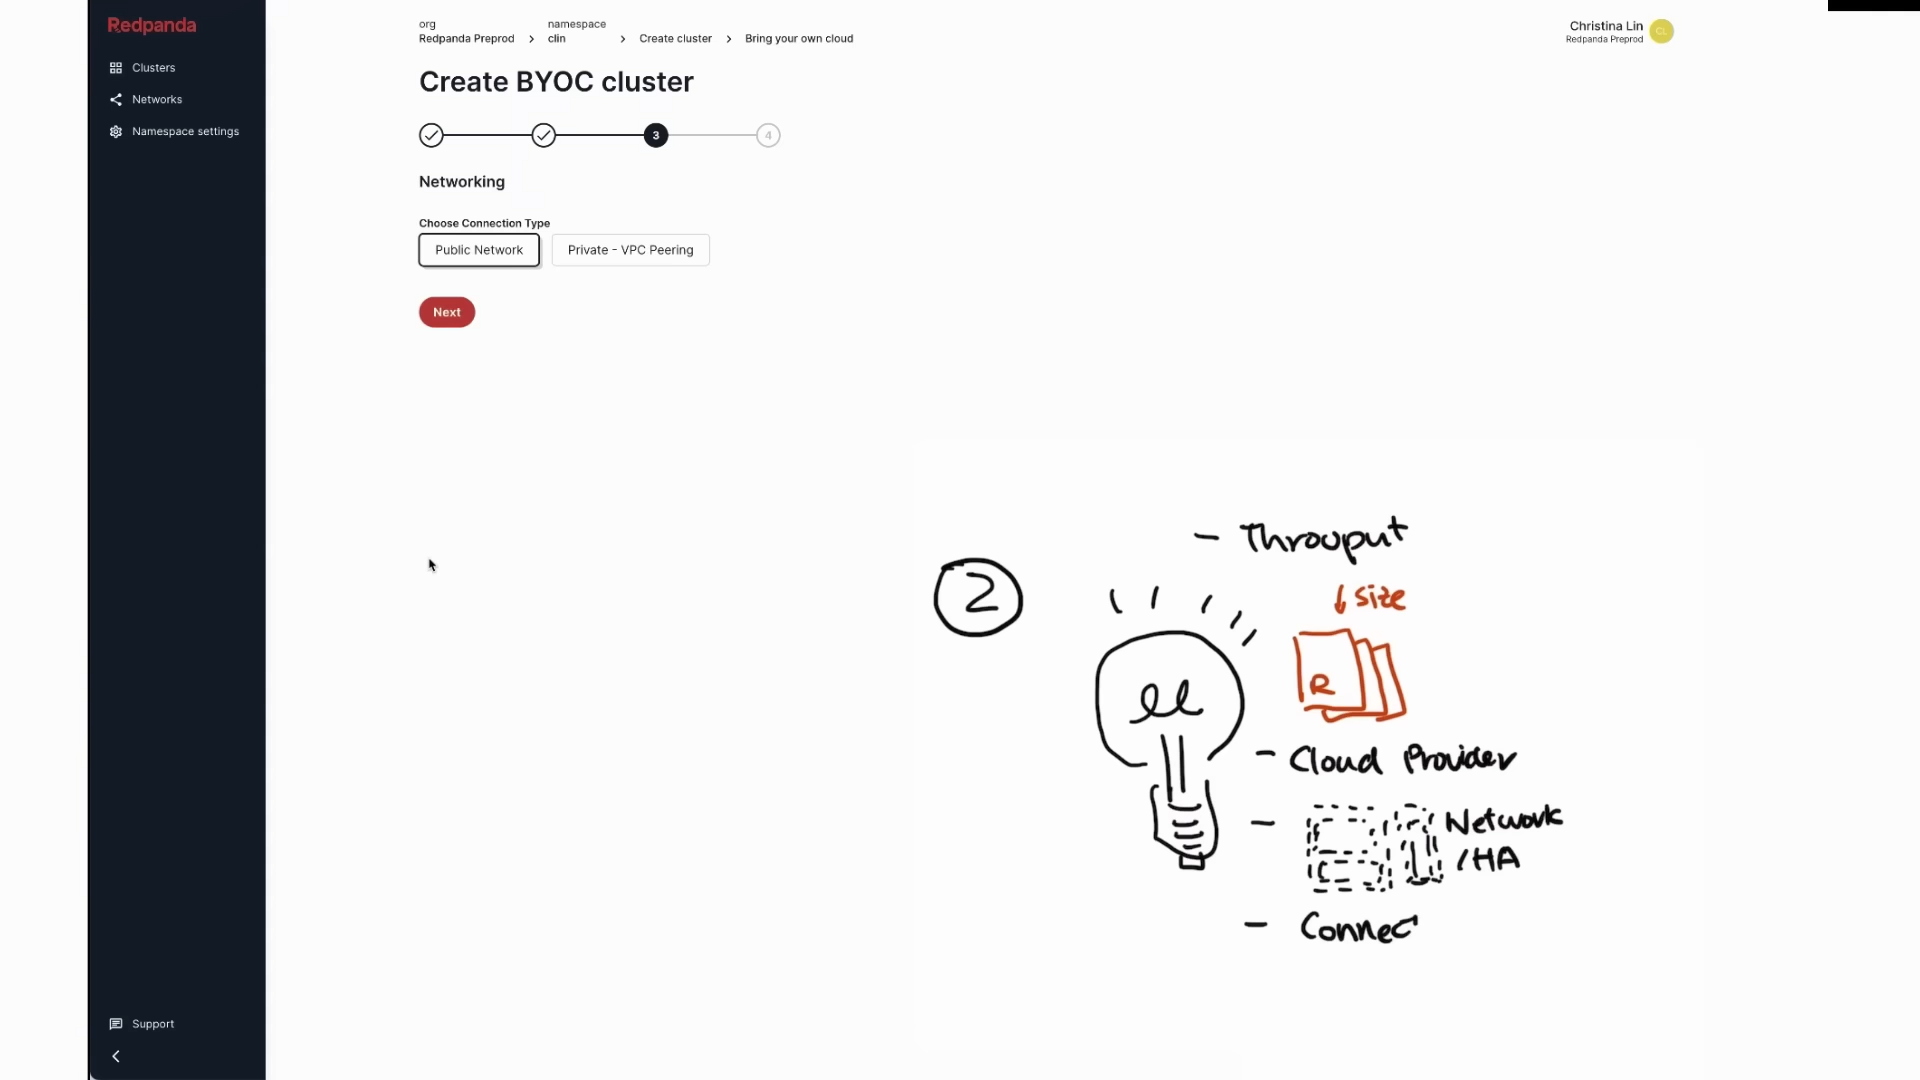 Redpanda
Clusters
Networks
Namespace settings
Support
org
Redpanda Preprod
namespace
clin
Create cluster
Bring your own cloud
Christina Lin
Redpanda Preprod
CL
Create BYOC cluster
3
4
Networking
Choose Connection Type
Public Network
Private - VPC Peering
Next
2
- Throuput
↓ size
R
- Cloud Provider
- Network
/HA
- Connec